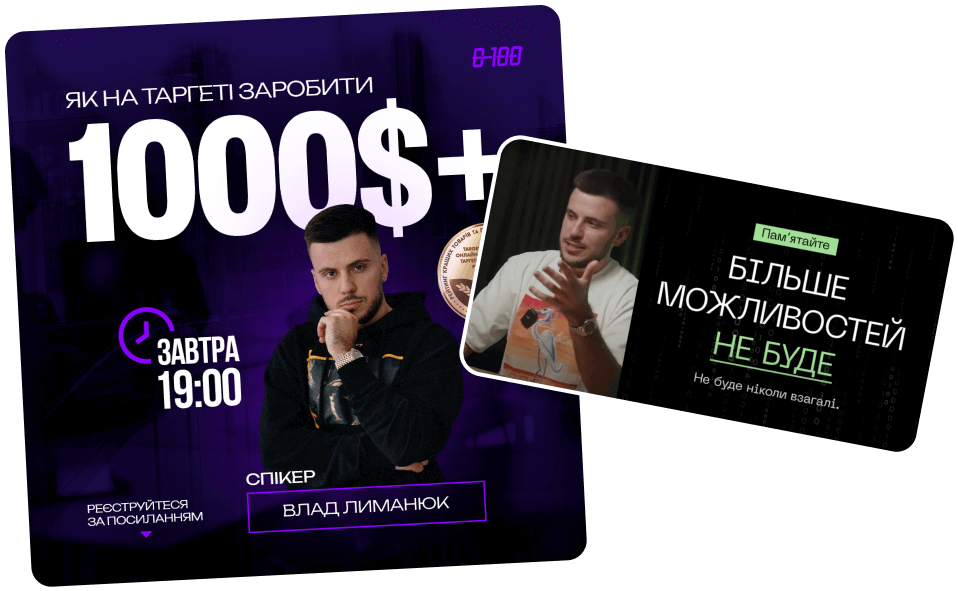 0-100
ЯК НА ТАРГЕТІ ЗАРОБИТИ
1000$+
ЗАВТРА
19:00
СПІКЕР
ВЛАД ЛИМАНЮК
РЕЄСТРУЙТЕСЯ
ЗА ПОСИЛАННЯМ
Пам'ятайте
БІЛЬШЕ
МОЖЛИВОСТЕЙ
НЕ БУДЕ
Не буде ніколи взагалі.